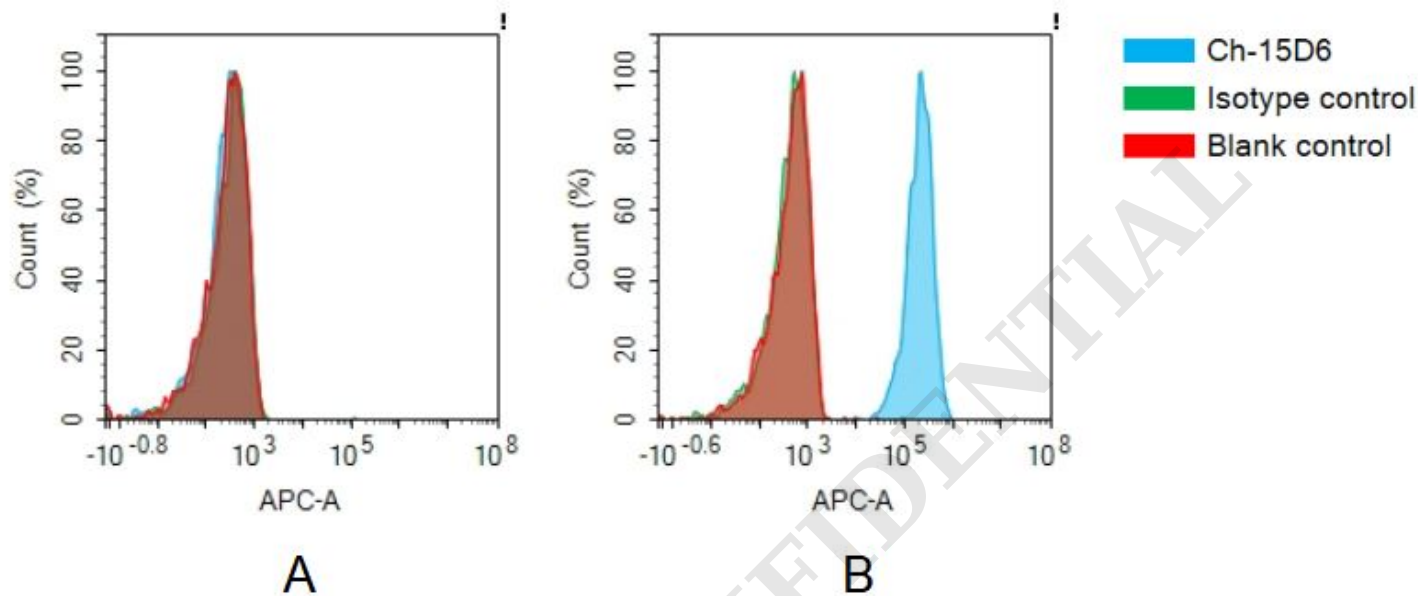 !
!
Ch-15D6
Isotype control
Blank control
Count (%)
100
80
60
40
20
0
-10^-0.8 10^3 10^5 10^8
APC-A
A
Count (%)
100
80
60
40
20
0
-10^-0.6 10^3 10^5 10^8
APC-A
B
FIDENTIAL